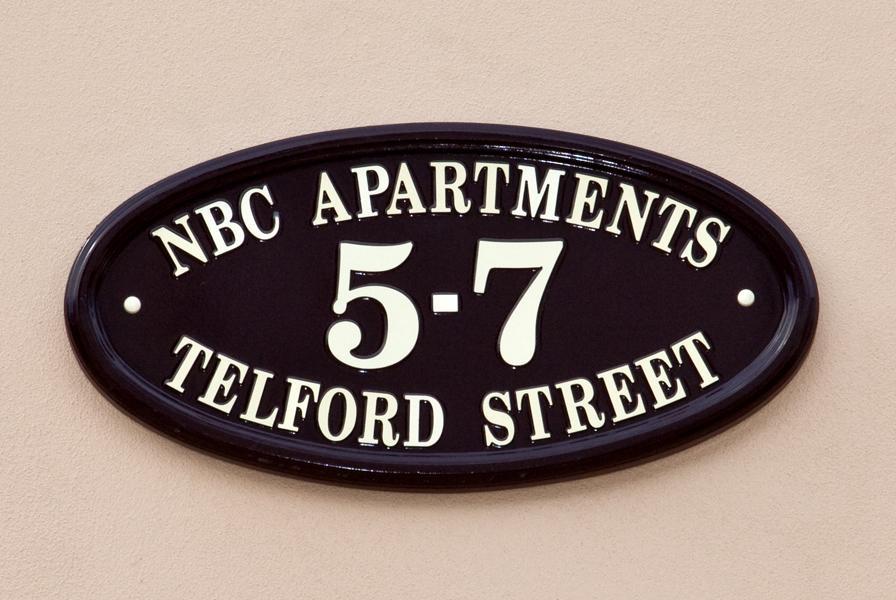 NBC APARTMENTS
5-7
TELFORD STREET